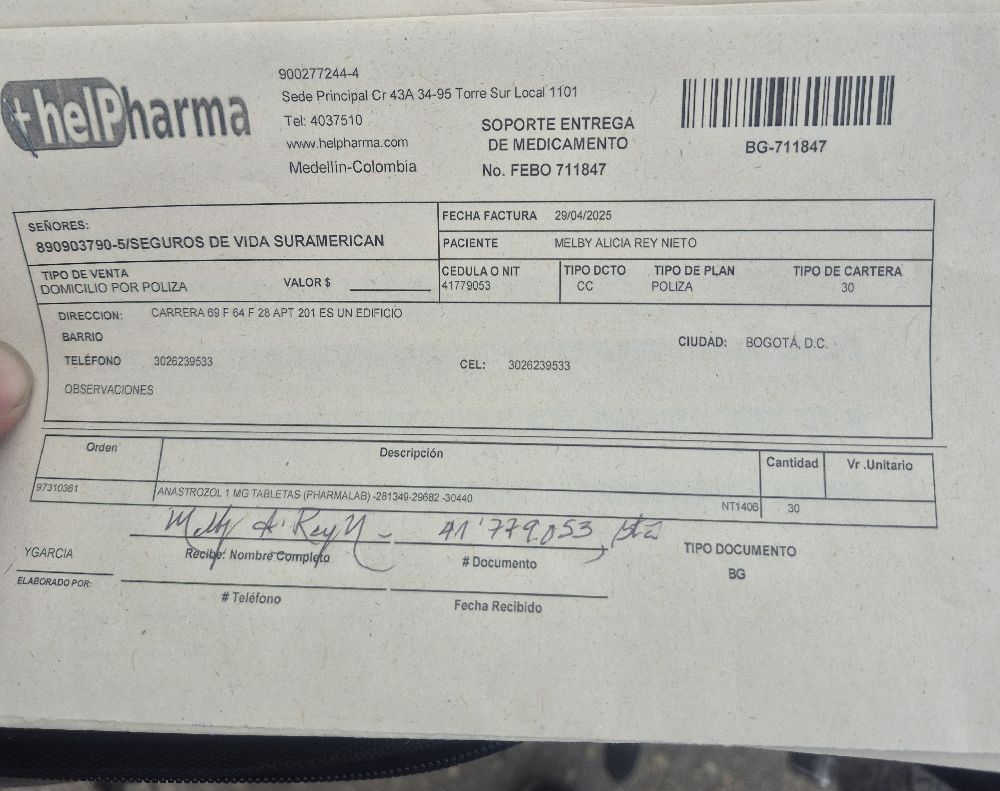 helPharma
900277244-4
Sede Principal Cr 43A 34-95 Torre Sur Local 1101
Tel: 4037510
www.helpharma.com
Medellín-Colombia
SOPORTE ENTREGA
DE MEDICAMENTO
No. FEBO 711847
BG-711847
SEÑORES:
890903790-5/SEGUROS DE VIDA SURAMERICAN
FECHA FACTURA 29/04/2025
PACIENTE MELBY ALICIA REY NIETO
TIPO DE VENTA
DOMICILIO POR POLIZA
VALOR $
CEDULA O NIT
41779053
TIPO DCTO
CC
TIPO DE PLAN
POLIZA
TIPO DE CARTERA
30
DIRECCION: CARRERA 69 F 64 F 28 APT 201 ES UN EDIFICIO
BARRIO
CIUDAD: BOGOTÁ, D.C.
TELÉFONO 3026239533
CEL: 3026239533
OBSERVACIONES
Orden Descripción Cantidad Vr .Unitario
97310361 ANASTROZOL 1 MG TABLETAS (PHARMALAB) -281349-29682 -30440 NT1406 30
Melby A. Rey N 41'779.053 Bta
Recibe: Nombre Completo # Documento
TIPO DOCUMENTO
BG
YGARCIA
ELABORADO POR:
# Teléfono Fecha Recibido